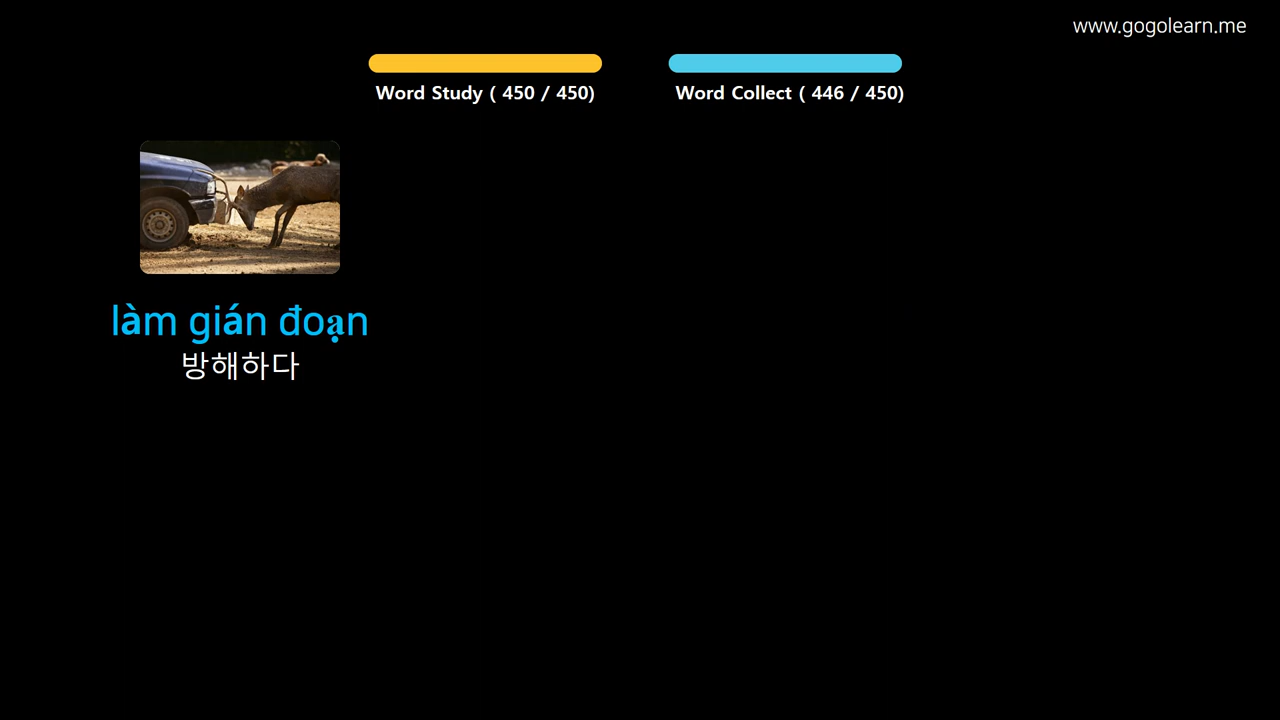 www.gogolearn.me
Word Study ( 450 / 450)
Word Collect ( 446 / 450)
làm gián đoạn
방해하다